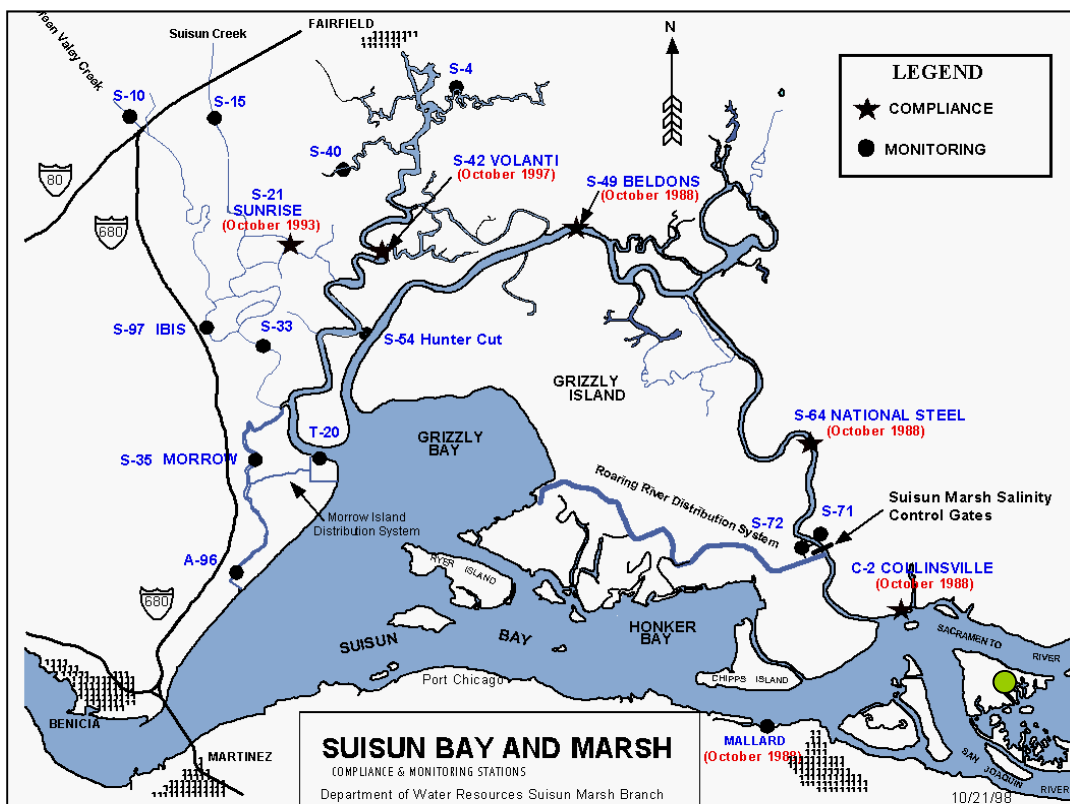 FAIRFIELD
Green Valey Creek
Suisun Creek
N
LEGEND
COMPLIANCE
MONITORING
S-10
S-15
S-4
S-40
S-42 VOLANTI
(October 1997)
S-49 BELDONS
(October 1988)
80
680
S-21
SUNRISE
(October 1993)
S-97 IBIS
S-33
S-54 Hunter Cut
GRIZZLY
ISLAND
S-64 NATIONAL STEEL
(October 1988)
T-20
GRIZZLY
BAY
S-35 MORROW
Roaring River Distribution System
Morrow Island
Distribution System
S-72
S-71
Suisun Marsh Salinity
Control Gates
A-96
RYER ISLAND
C-2 COLLINSVILLE
(October 1988)
680
SUISUN
BAY
HONKER
BAY
SACRAMENTO
RIVER
Port Chicago
CHIPPS ISLAND
BENICIA
MARTINEZ
MALLARD
(October 1988)
SAN
JOAQUIN
RIVER
SUISUN BAY AND MARSH
COMPLIANCE & MONITORING STATIONS
Department of Water Resources Suisun Marsh Branch